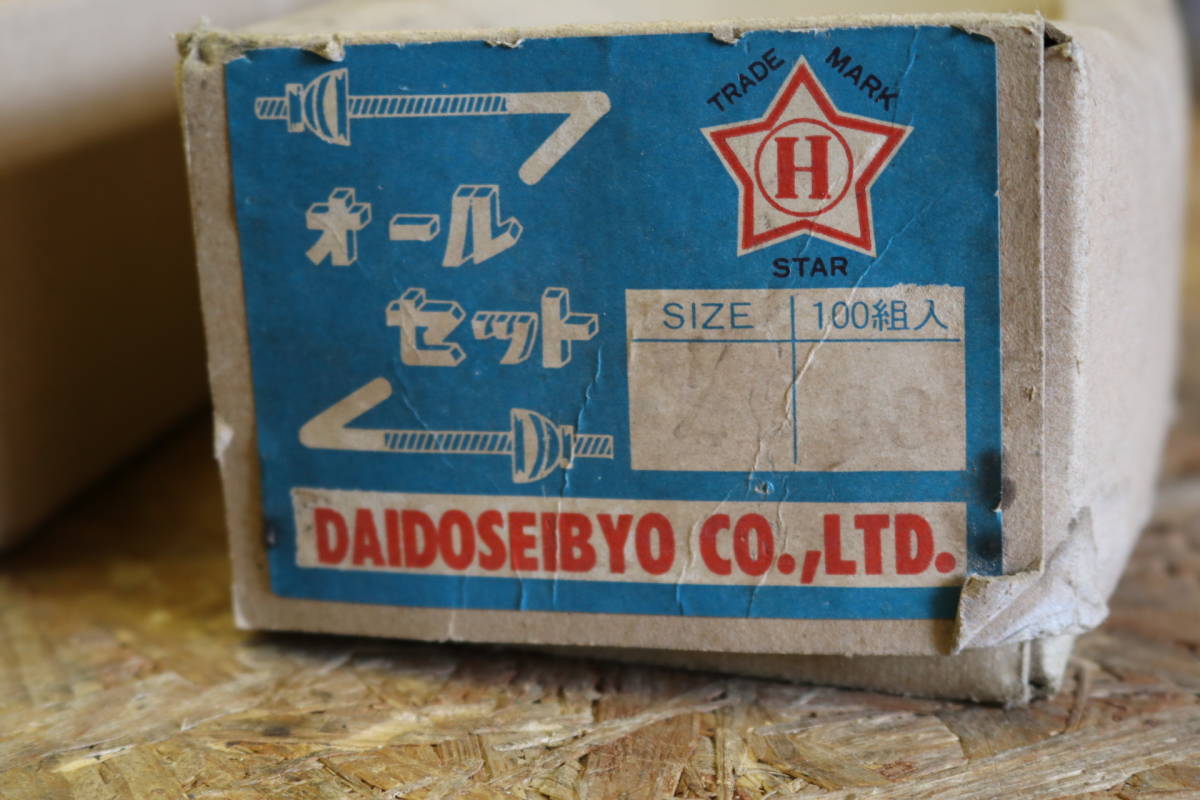 TRADE MARK
H
STAR
オール
セット
SIZE 100組入
DAIDOSEIBYO CO.,LTD.